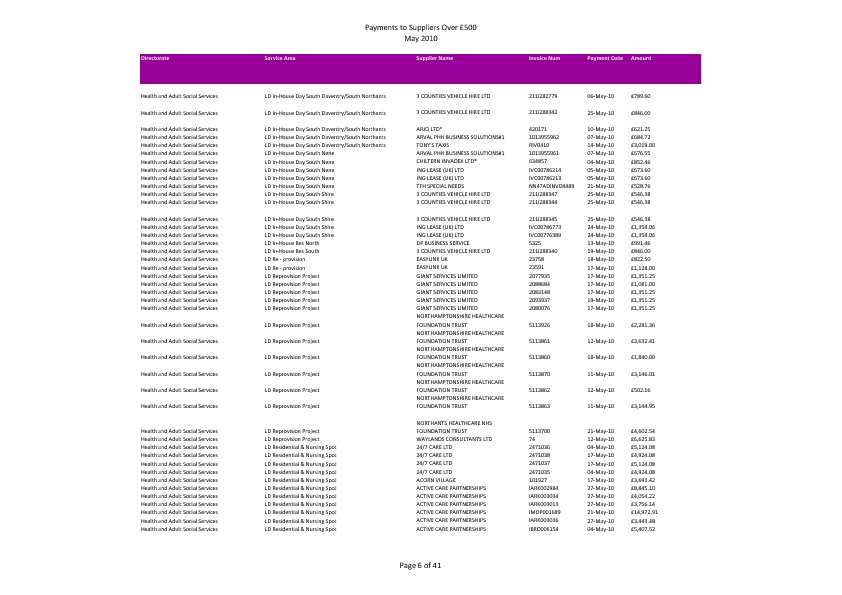 Payments to Suppliers Over £500
May 2010
Directorate Service Area Supplier Name Invoice Num Payment Date Amount
Health and Adult Social Services LD In-House Day South Daventry/South Northants 3 COUNTIES VEHICLE HIRE LTD 211I282779 06-May-10 £789.60
Health and Adult Social Services LD In-House Day South Daventry/South Northants 3 COUNTIES VEHICLE HIRE LTD 211I288342 25-May-10 £846.00
Health and Adult Social Services LD In-House Day South Daventry/South Northants ARJO LTD* 420171 10-May-10 £621.25
Health and Adult Social Services LD In-House Day South Daventry/South Northants ARVAL PHH BUSINESS SOLUTIONS#1 1013955962 07-May-10 £684.72
Health and Adult Social Services LD In-House Day South Daventry/South Northants TONY'S TAXIS RIV0410 14-May-10 £3,019.00
Health and Adult Social Services LD In-House Day South Nene ARVAL PHH BUSINESS SOLUTIONS#1 1013955961 07-May-10 £676.55
Health and Adult Social Services LD In-House Day South Nene CHILTERN INVADEX LTD* 634857 04-May-10 £852.46
Health and Adult Social Services LD In-House Day South Nene ING LEASE (UK) LTD IVC00786214 05-May-10 £673.60
Health and Adult Social Services LD In-House Day South Nene ING LEASE (UK) LTD IVC00786213 05-May-10 £673.60
Health and Adult Social Services LD In-House Day South Nene TFH SPECIAL NEEDS NN47ADINV04489 21-May-10 £528.76
Health and Adult Social Services LD In-House Day South Shire 3 COUNTIES VEHICLE HIRE LTD 211I288347 25-May-10 £546.38
Health and Adult Social Services LD In-House Day South Shire 3 COUNTIES VEHICLE HIRE LTD 211I288344 25-May-10 £546.38
Health and Adult Social Services LD In-House Day South Shire 3 COUNTIES VEHICLE HIRE LTD 211I288345 25-May-10 £546.38
Health and Adult Social Services LD In-House Day South Shire ING LEASE (UK) LTD IVC00786773 24-May-10 £1,354.06
Health and Adult Social Services LD In-House Day South Shire ING LEASE (UK) LTD IVC00776389 24-May-10 £1,354.06
Health and Adult Social Services LD In-House Res North DP BUSINESS SERVICE 5325 13-May-10 £991.46
Health and Adult Social Services LD In-House Res South 3 COUNTIES VEHICLE HIRE LTD 211I288340 19-May-10 £846.00
Health and Adult Social Services LD Re - provision EASYLINK UK 23758 18-May-10 £822.50
Health and Adult Social Services LD Re - provision EASYLINK UK 23591 17-May-10 £1,128.00
Health and Adult Social Services LD Reprovision Project GIANT SERVICES LIMITED 2077935 17-May-10 £1,351.25
Health and Adult Social Services LD Reprovision Project GIANT SERVICES LIMITED 2088684 17-May-10 £1,081.00
Health and Adult Social Services LD Reprovision Project GIANT SERVICES LIMITED 2083148 17-May-10 £1,351.25
Health and Adult Social Services LD Reprovision Project GIANT SERVICES LIMITED 2093937 19-May-10 £1,351.25
Health and Adult Social Services LD Reprovision Project GIANT SERVICES LIMITED 2080076 17-May-10 £1,351.25
NORTHAMPTONSHIRE HEALTHCARE
Health and Adult Social Services LD Reprovision Project FOUNDATION TRUST 5113926 18-May-10 £2,281.36
NORTHAMPTONSHIRE HEALTHCARE
Health and Adult Social Services LD Reprovision Project FOUNDATION TRUST 5113861 12-May-10 £3,632.41
NORTHAMPTONSHIRE HEALTHCARE
Health and Adult Social Services LD Reprovision Project FOUNDATION TRUST 5113860 18-May-10 £1,840.00
NORTHAMPTONSHIRE HEALTHCARE
Health and Adult Social Services LD Reprovision Project FOUNDATION TRUST 5113870 11-May-10 £3,146.01
NORTHAMPTONSHIRE HEALTHCARE
Health and Adult Social Services LD Reprovision Project FOUNDATION TRUST 5113862 12-May-10 £502.16
NORTHAMPTONSHIRE HEALTHCARE
Health and Adult Social Services LD Reprovision Project FOUNDATION TRUST 5113863 11-May-10 £3,144.95
NORTHANTS HEALTHCARE NHS
Health and Adult Social Services LD Reprovision Project FOUNDATION TRUST 5113700 21-May-10 £4,602.54
Health and Adult Social Services LD Reprovision Project WAYLANDS CONSULTANTS LTD 74 12-May-10 £6,625.83
Health and Adult Social Services LD Residential & Nursing Spot 24/7 CARE LTD 2471036 04-May-10 £5,124.08
Health and Adult Social Services LD Residential & Nursing Spot 24/7 CARE LTD 2471038 17-May-10 £4,924.08
Health and Adult Social Services LD Residential & Nursing Spot 24/7 CARE LTD 2471037 17-May-10 £5,124.08
Health and Adult Social Services LD Residential & Nursing Spot 24/7 CARE LTD 2471035 04-May-10 £4,924.08
Health and Adult Social Services LD Residential & Nursing Spot ACORN VILLAGE 101927 17-May-10 £3,693.42
Health and Adult Social Services LD Residential & Nursing Spot ACTIVE CARE PARTNERSHIPS IARK002984 27-May-10 £8,845.10
Health and Adult Social Services LD Residential & Nursing Spot ACTIVE CARE PARTNERSHIPS IARK003034 27-May-10 £4,054.22
Health and Adult Social Services LD Residential & Nursing Spot ACTIVE CARE PARTNERSHIPS IARK003013 27-May-10 £3,756.14
Health and Adult Social Services LD Residential & Nursing Spot ACTIVE CARE PARTNERSHIPS IMOP001689 21-May-10 £14,972.91
Health and Adult Social Services LD Residential & Nursing Spot ACTIVE CARE PARTNERSHIPS IARK003036 27-May-10 £3,443.48
Health and Adult Social Services LD Residential & Nursing Spot ACTIVE CARE PARTNERSHIPS IBRD006154 04-May-10 £5,407.52
Page 6 of 41